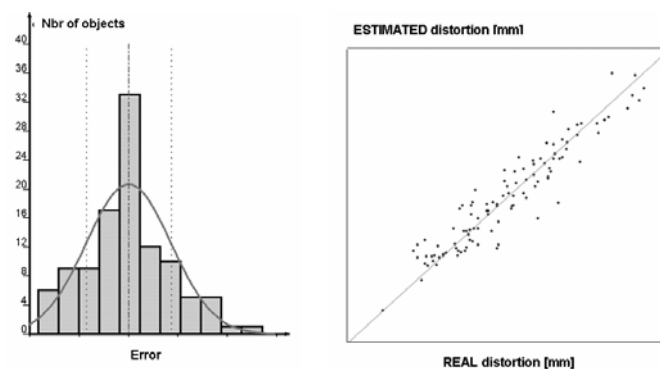 Nbr of objects
40
36
32
28
24
20
16
12
8
4
0
Error
ESTIMATED distortion [mm]
REAL distortion [mm]